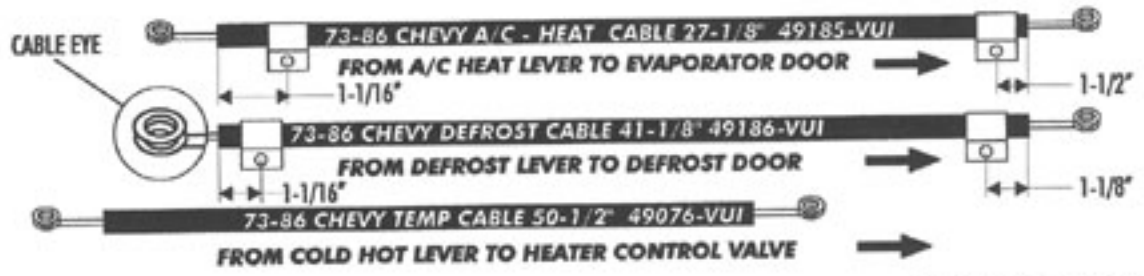 73-86 CHEVY A/C - HEAT CABLE 27-1/8" 49185-VUI
CABLE EYE
FROM A/C HEAT LEVER TO EVAPORATOR DOOR
1-1/16"
1-1/2"
73-86 CHEVY DEFROST CABLE 41-1/8" 49186-VUI
FROM DEFROST LEVER TO DEFROST DOOR
1-1/16"
1-1/8"
73-86 CHEVY TEMP CABLE 50-1/2" 49076-VUI
FROM COLD HOT LEVER TO HEATER CONTROL VALVE